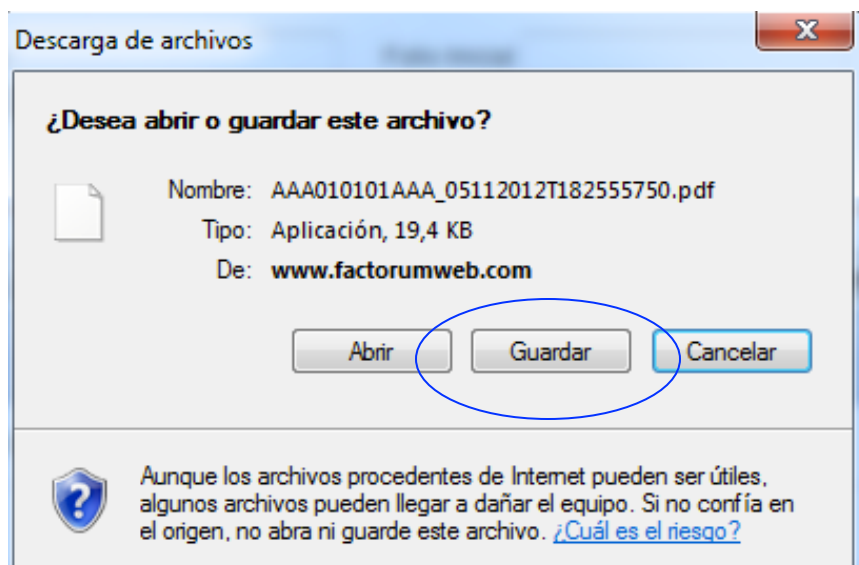 Descarga de archivos
X
¿Desea abrir o guardar este archivo?
Nombre: AAA010101AAA_05112012T182555750.pdf
Tipo: Aplicación, 19,4 KB
De: www.factorumweb.com
Abrir Guardar Cancelar
Aunque los archivos procedentes de Internet pueden ser útiles,
algunos archivos pueden llegar a dañar el equipo. Si no confía en
el origen, no abra ni guarde este archivo. ¿Cuál es el riesgo?